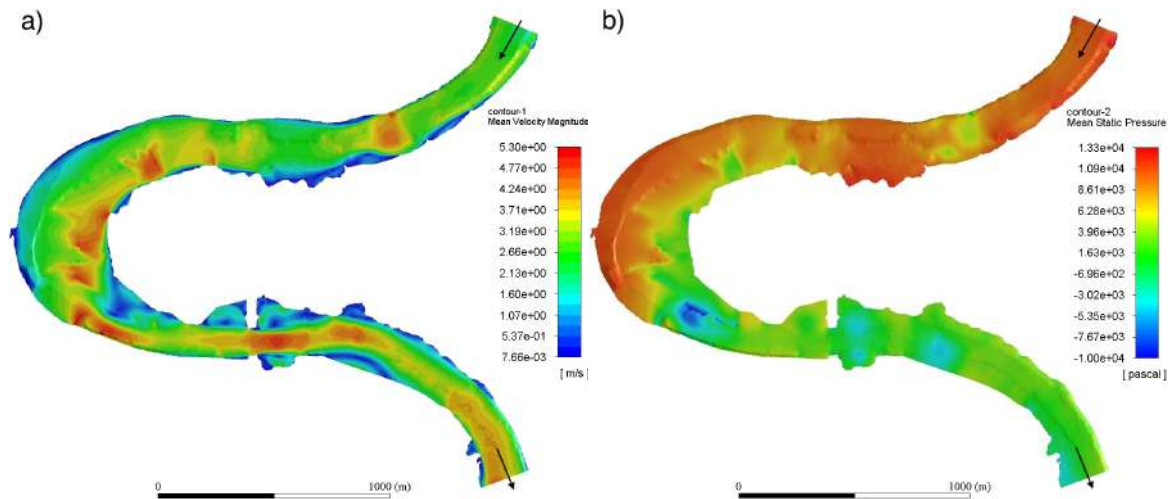 a)
contour-1
Mean Velocity Magnitude
5.30e+00
4.77e+00
4.24e+00
3.71e+00
3.19e+00
2.66e+00
2.13e+00
1.60e+00
1.07e+00
5.37e-01
7.66e-03
[ m/s ]
0
1000 (m)
b)
contour-2
Mean Static Pressure
1.33e+04
1.09e+04
8.61e+03
6.28e+03
3.96e+03
1.63e+03
-6.96e+02
-3.02e+03
-5.35e+03
-7.67e+03
-1.00e+04
[ pascal ]
0
1000 (m)